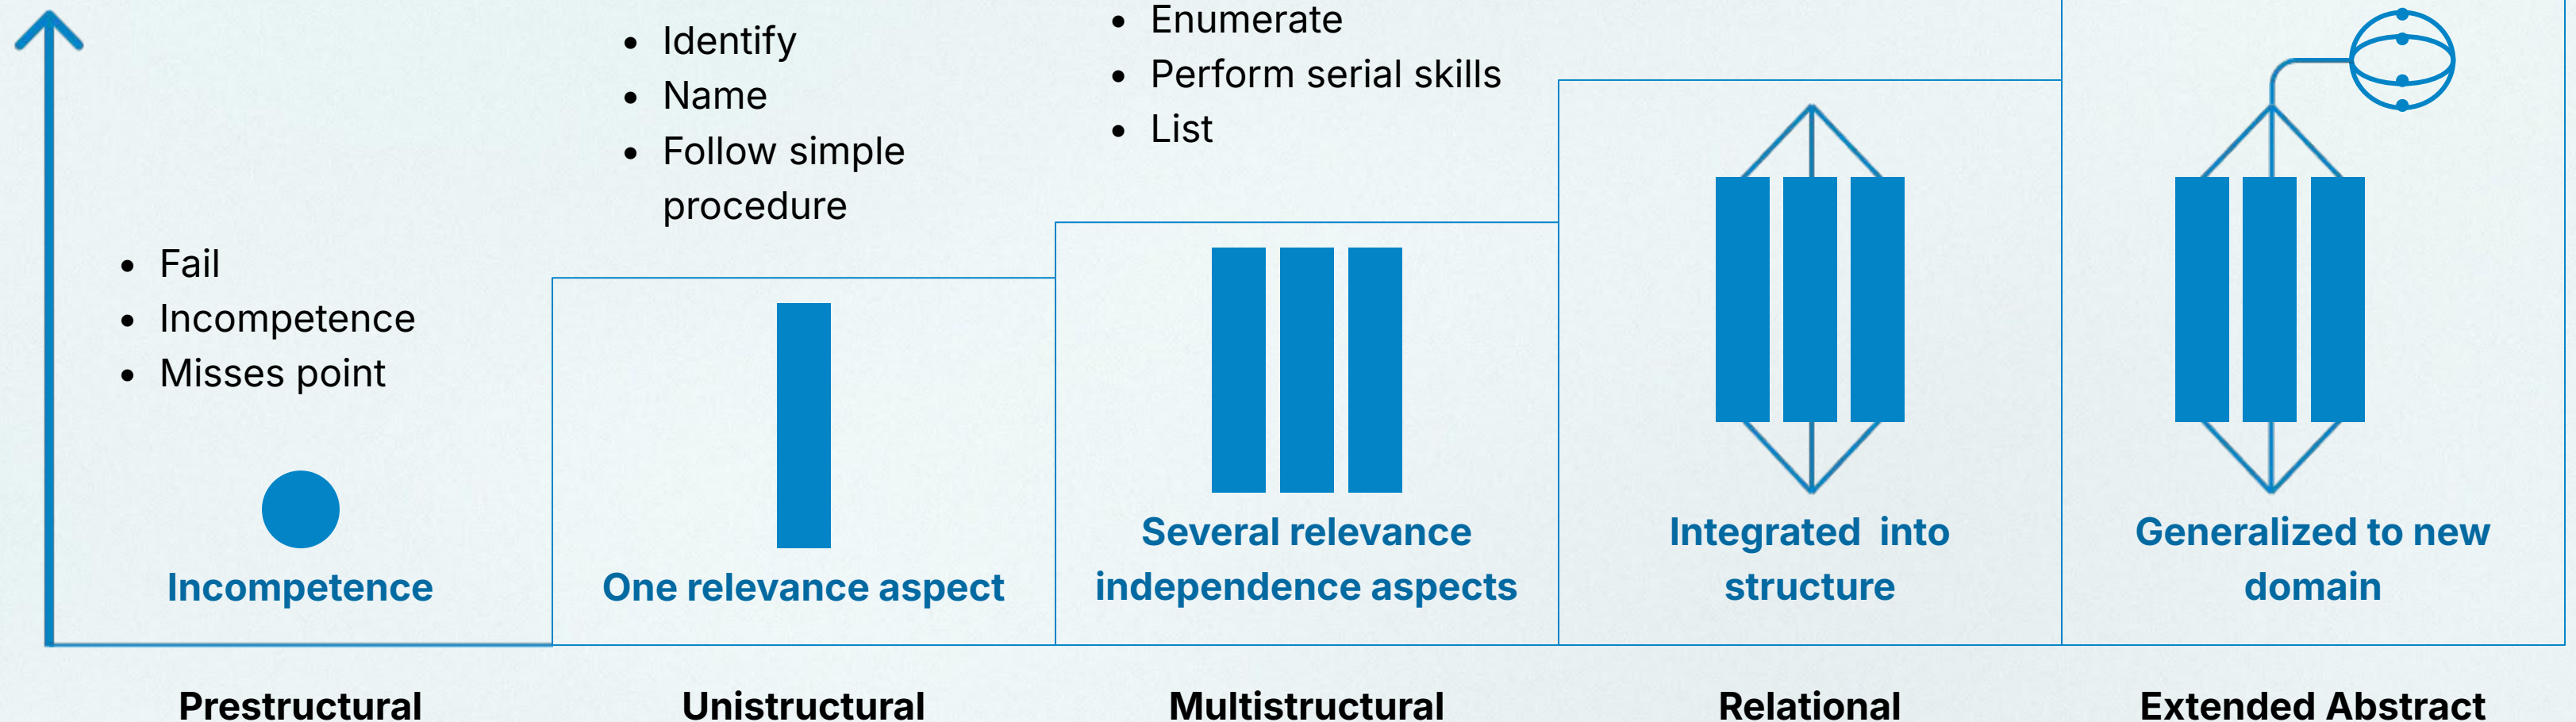 • Fail
• Incompetence
• Misses point
Incompetence
Prestructural
• Identify
• Name
• Follow simple
procedure
One relevance aspect
Unistructural
• Enumerate
• Perform serial skills
• List
Several relevance
independence aspects
Multistructural
Integrated into
structure
Relational
Generalized to new
domain
Extended Abstract